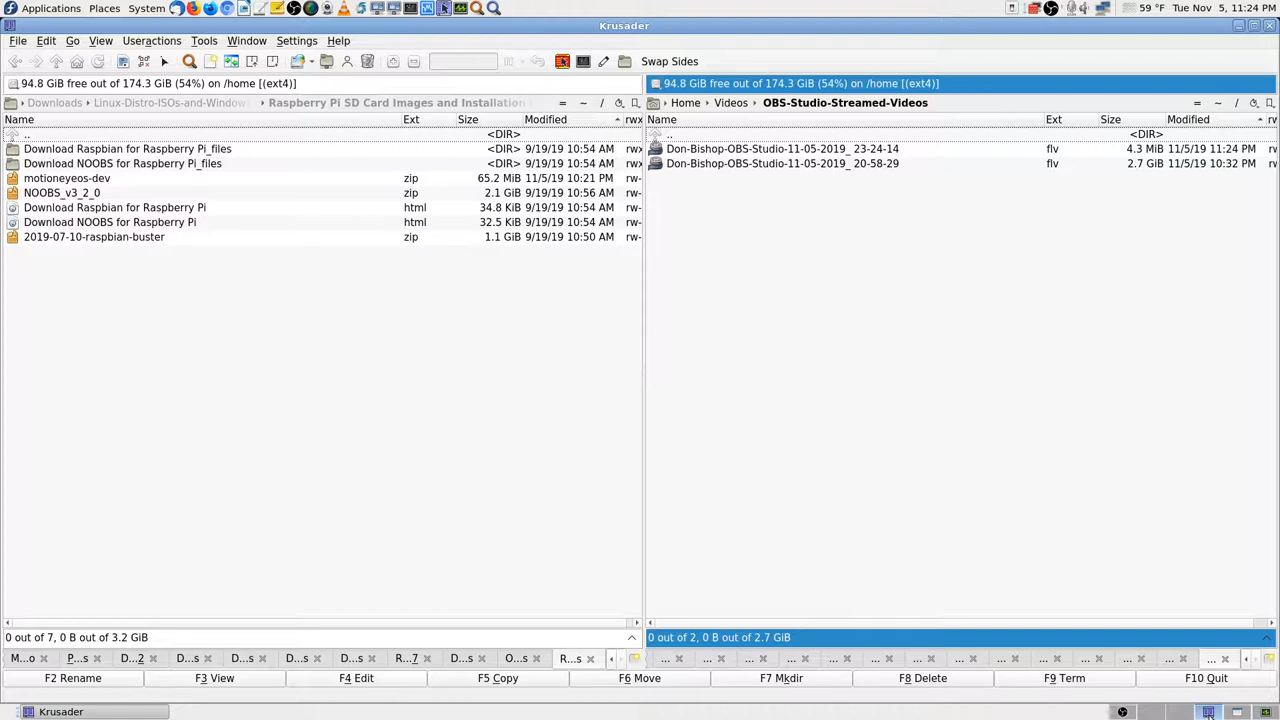 Applications Places System 59 °F Tue Nov 5, 11:24 PM
Krusader
File Edit Go View Useractions Tools Window Settings Help
Swap Sides
94.8 GiB free out of 174.3 GiB (54%) on /home [(ext4)] 94.8 GiB free out of 174.3 GiB (54%) on /home [(ext4)]
Downloads Linux-Distro-ISOs-and-Window Raspberry Pi SD Card Images and Installation = ~ / Home Videos OBS-Studio-Streamed-Videos = ~ /
Name Ext Size Modified rwx Name Ext Size Modified rw
.. <DIR> .. <DIR>
Download Raspbian for Raspberry Pi_files <DIR> 9/19/19 10:54 AM rwx Don-Bishop-OBS-Studio-11-05-2019_ 23-24-14 flv 4.3 MiB 11/5/19 11:24 PM rw-
Download NOOBS for Raspberry Pi_files <DIR> 9/19/19 10:54 AM rwx Don-Bishop-OBS-Studio-11-05-2019_ 20-58-29 flv 2.7 GiB 11/5/19 10:32 PM rw-
motioneyeos-dev zip 65.2 MiB 11/5/19 10:21 PM rw-
NOOBS_v3_2_0 zip 2.1 GiB 9/19/19 10:56 AM rw-
Download Raspbian for Raspberry Pi html 34.8 KiB 9/19/19 10:54 AM rw-
Download NOOBS for Raspberry Pi html 32.5 KiB 9/19/19 10:54 AM rw-
2019-07-10-raspbian-buster zip 1.1 GiB 9/19/19 10:50 AM rw-
0 out of 7, 0 B out of 3.2 GiB 0 out of 2, 0 B out of 2.7 GiB
M...o P...s D...2 D...s D...s D...s D...s R...7 D...s O...s R...s ... ... ... ... ... ... ... ... ... ... ... ... ... ...
F2 Rename F3 View F4 Edit F5 Copy F6 Move F7 Mkdir F8 Delete F9 Term F10 Quit
Krusader